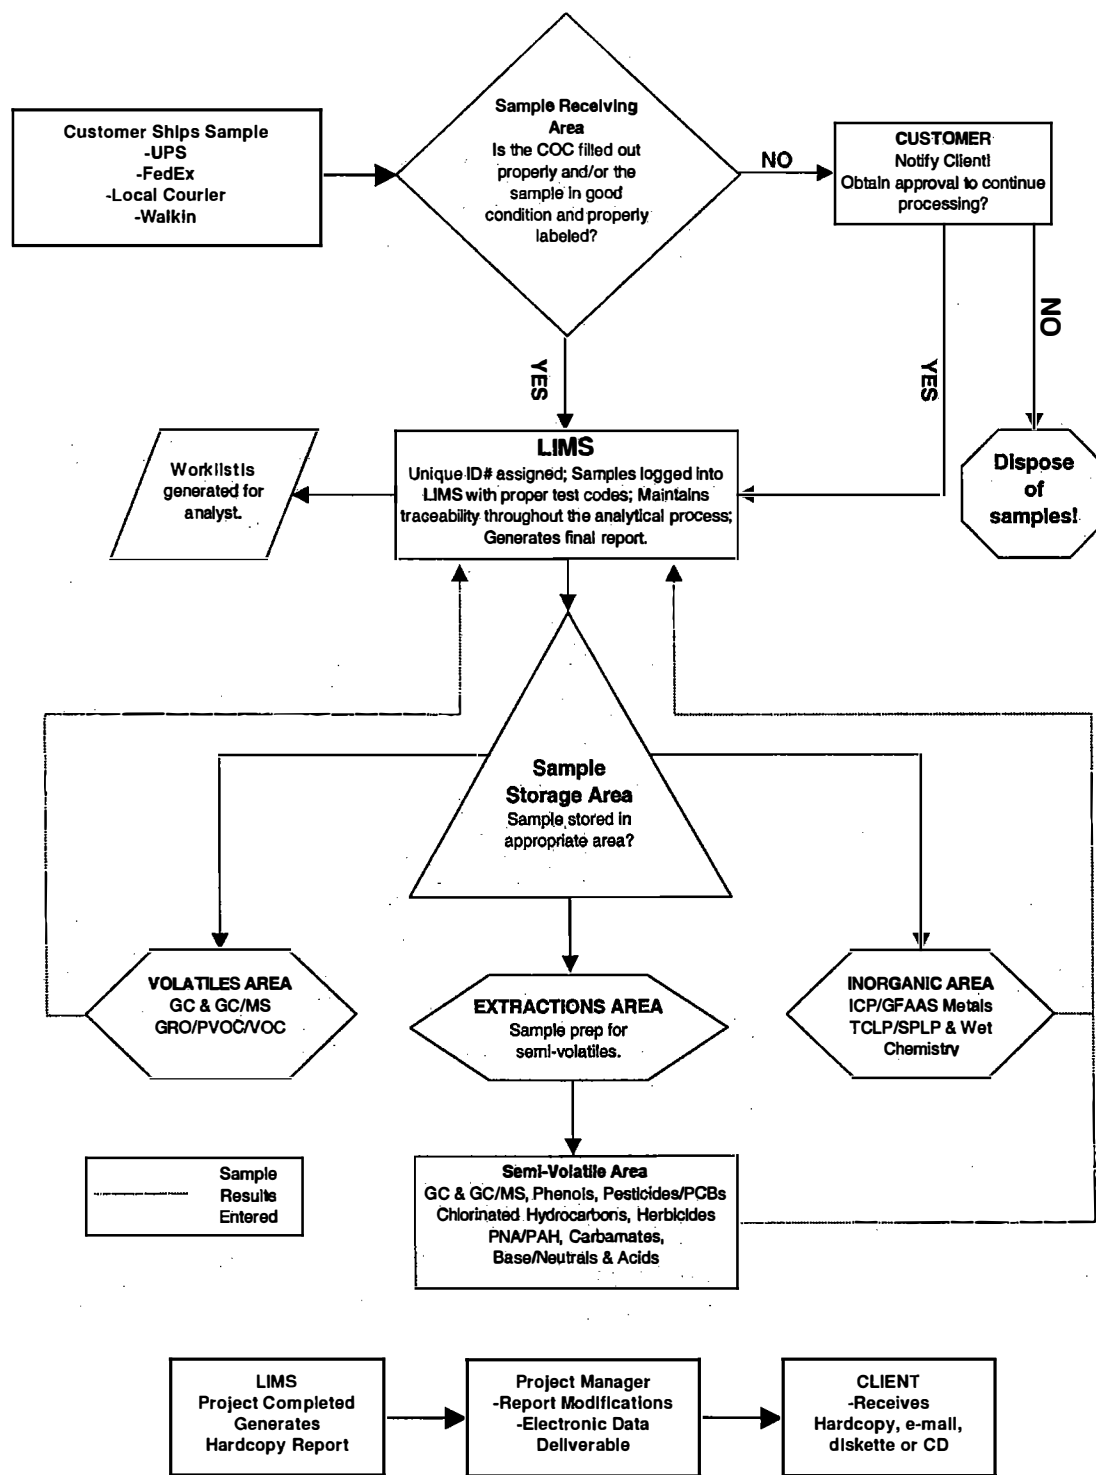 Customer Ships Sample
-UPS
-FedEx
-Local Courier
-Walkin
Sample Receiving
Area
Is the COC filled out
properly and/or the
sample in good
condition and properly
labeled?
NO
CUSTOMER
Notify Client!
Obtain approval to continue
processing?
YES
YES
NO
Worklist is
generated for
analyst.
LIMS
Unique ID# assigned; Samples logged into
LIMS with proper test codes; Maintains
traceability throughout the analytical process;
Generates final report.
Dispose
of
samples!
Sample
Storage Area
Sample stored in
appropriate area?
VOLATILES AREA
GC & GC/MS
GRO/PVOC/VOC
EXTRACTIONS AREA
Sample prep for
semi-volatiles.
INORGANIC AREA
ICP/GFAAS Metals
TCLP/SPLP & Wet
Chemistry
Sample
Results
Entered
Semi-Volatile Area
GC & GC/MS, Phenols, Pesticides/PCBs
Chlorinated Hydrocarbons, Herbicides
PNA/PAH, Carbamates,
Base/Neutrals & Acids
LIMS
Project Completed
Generates
Hardcopy Report
Project Manager
-Report Modifications
-Electronic Data
Deliverable
CLIENT
-Receives
Hardcopy, e-mail,
diskette or CD